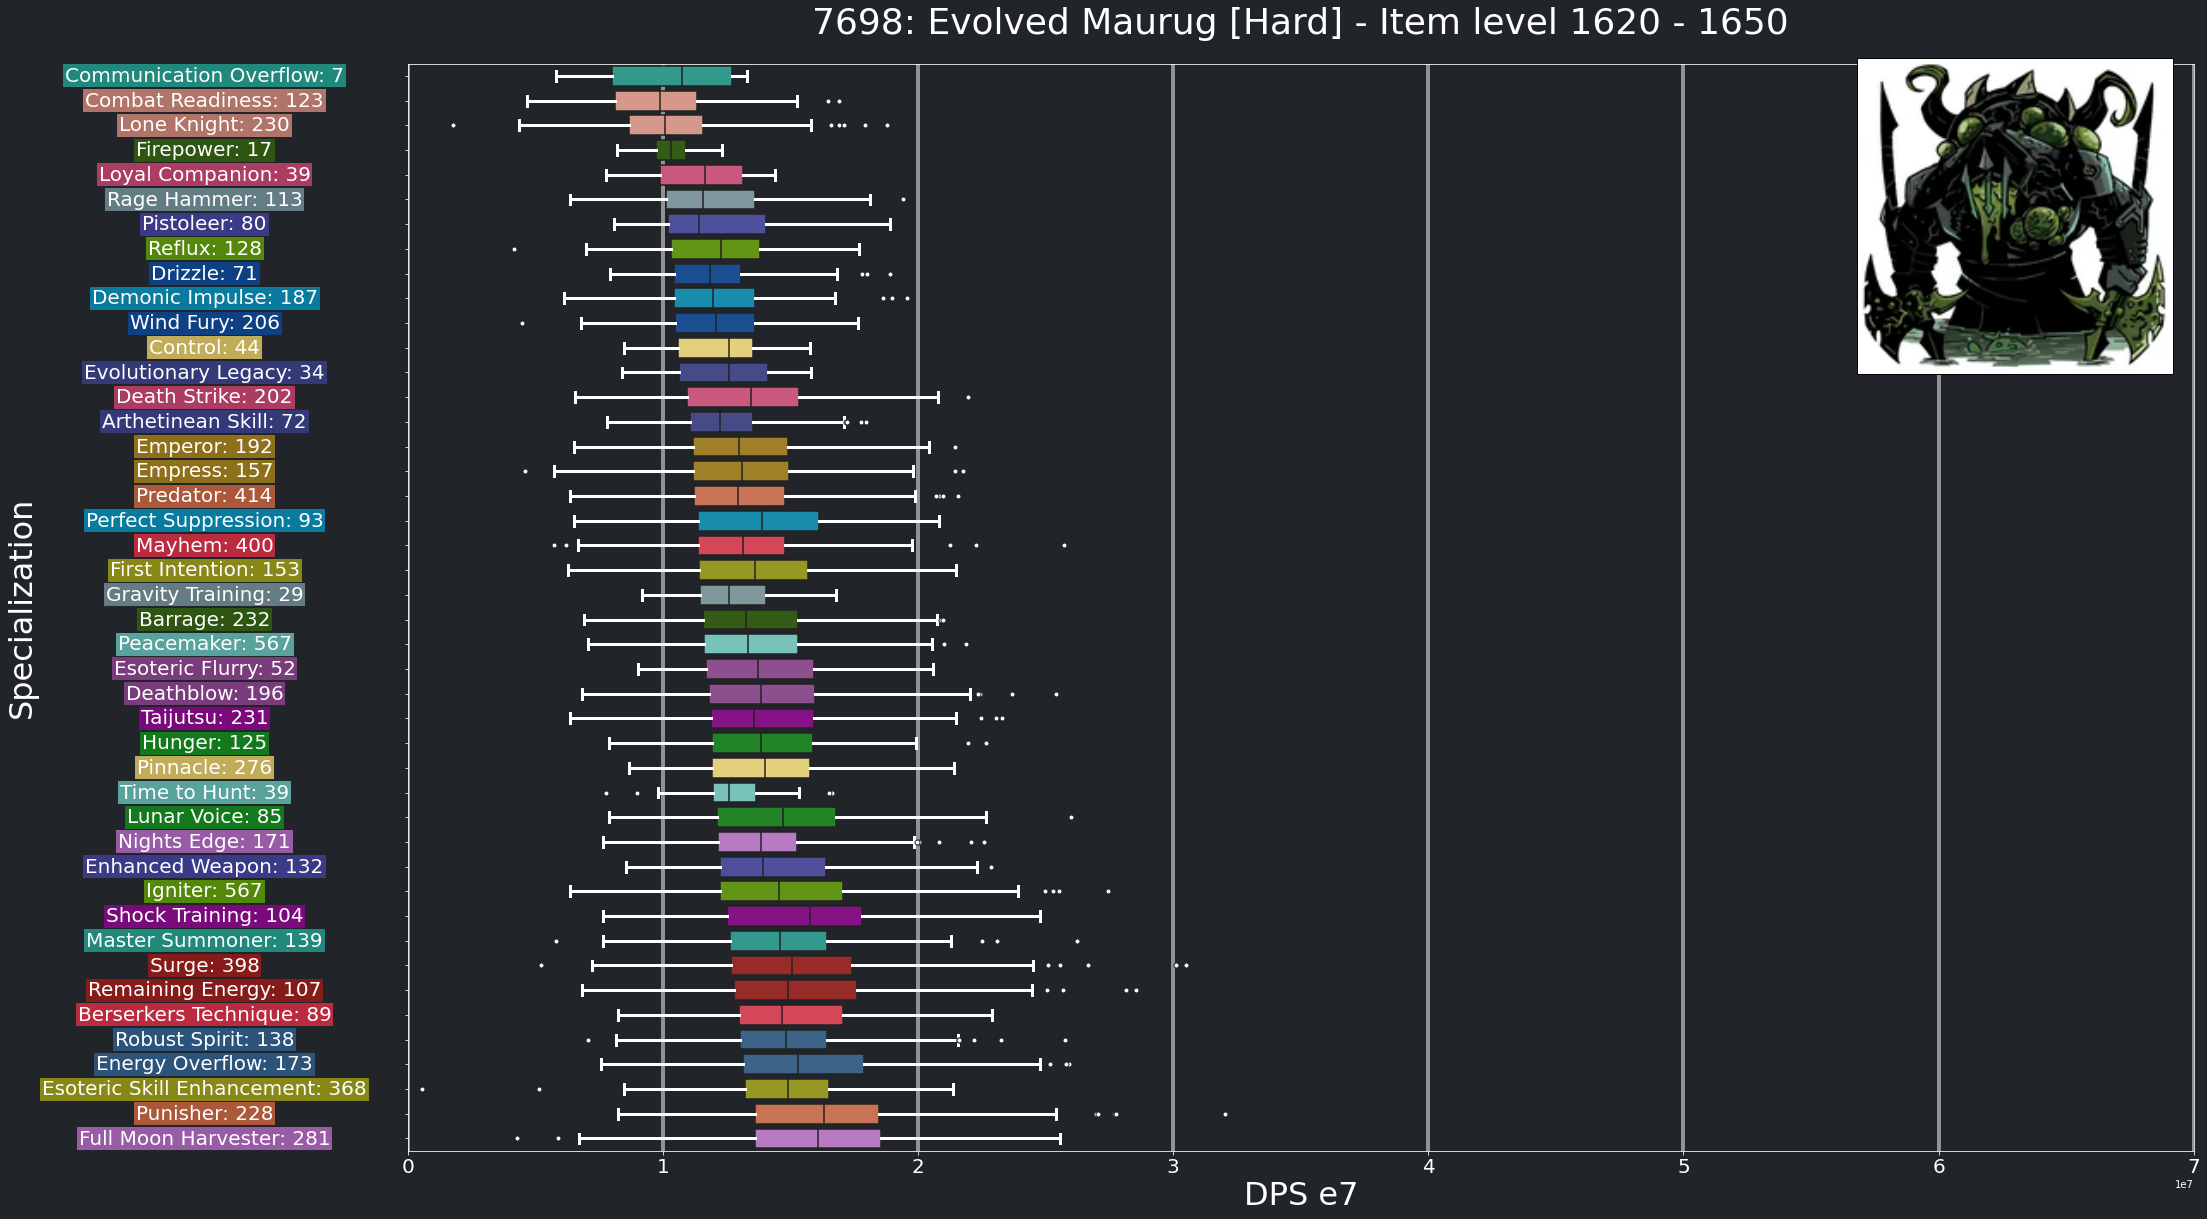 7698: Evolved Maurug [Hard] - Item level 1620 - 1650
Specialization
Communication Overflow: 7
Combat Readiness: 123
Lone Knight: 230
Firepower: 17
Loyal Companion: 39
Rage Hammer: 113
Pistoleer: 80
Reflux: 128
Drizzle: 71
Demonic Impulse: 187
Wind Fury: 206
Control: 44
Evolutionary Legacy: 34
Death Strike: 202
Arthetinean Skill: 72
Emperor: 192
Empress: 157
Predator: 414
Perfect Suppression: 93
Mayhem: 400
First Intention: 153
Gravity Training: 29
Barrage: 232
Peacemaker: 567
Esoteric Flurry: 52
Deathblow: 196
Taijutsu: 231
Hunger: 125
Pinnacle: 276
Time to Hunt: 39
Lunar Voice: 85
Nights Edge: 171
Enhanced Weapon: 132
Igniter: 567
Shock Training: 104
Master Summoner: 139
Surge: 398
Remaining Energy: 107
Berserkers Technique: 89
Robust Spirit: 138
Energy Overflow: 173
Esoteric Skill Enhancement: 368
Punisher: 228
Full Moon Harvester: 281
0 1 2 3 4 5 6 7
DPS e7
1e7